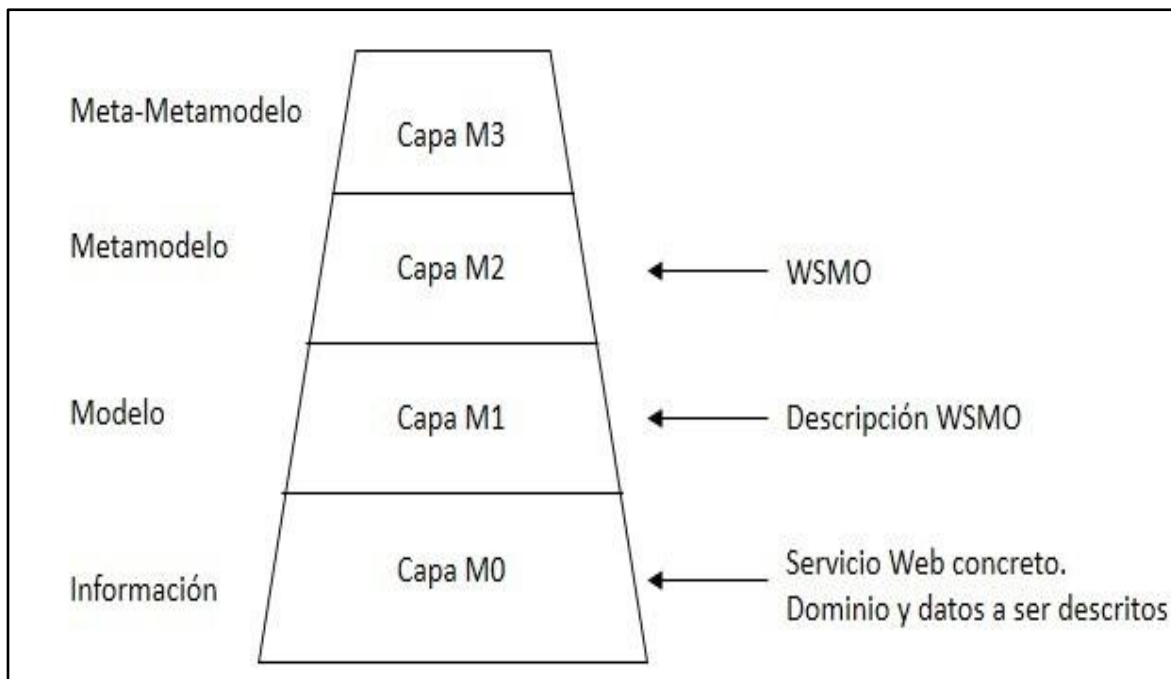 Meta-Metamodelo
Capa M3
Metamodelo
Capa M2
WSMO
Modelo
Capa M1
Descripción WSMO
Información
Capa M0
Servicio Web concreto.
Dominio y datos a ser descritos